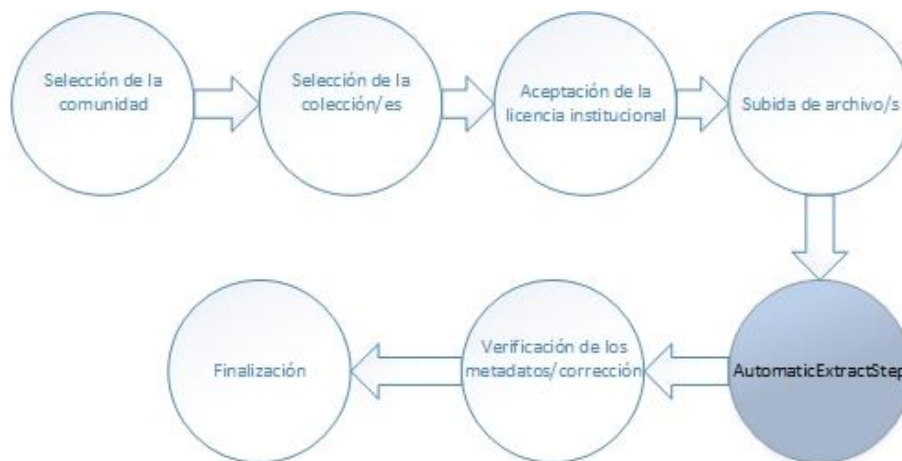 Selección de la
comunidad
Selección de la
colección/es
Aceptación de la
licencia institucional
Subida de archivo/s
AutomaticExtractStep
Verificación de los
metadatos/corrección
Finalización